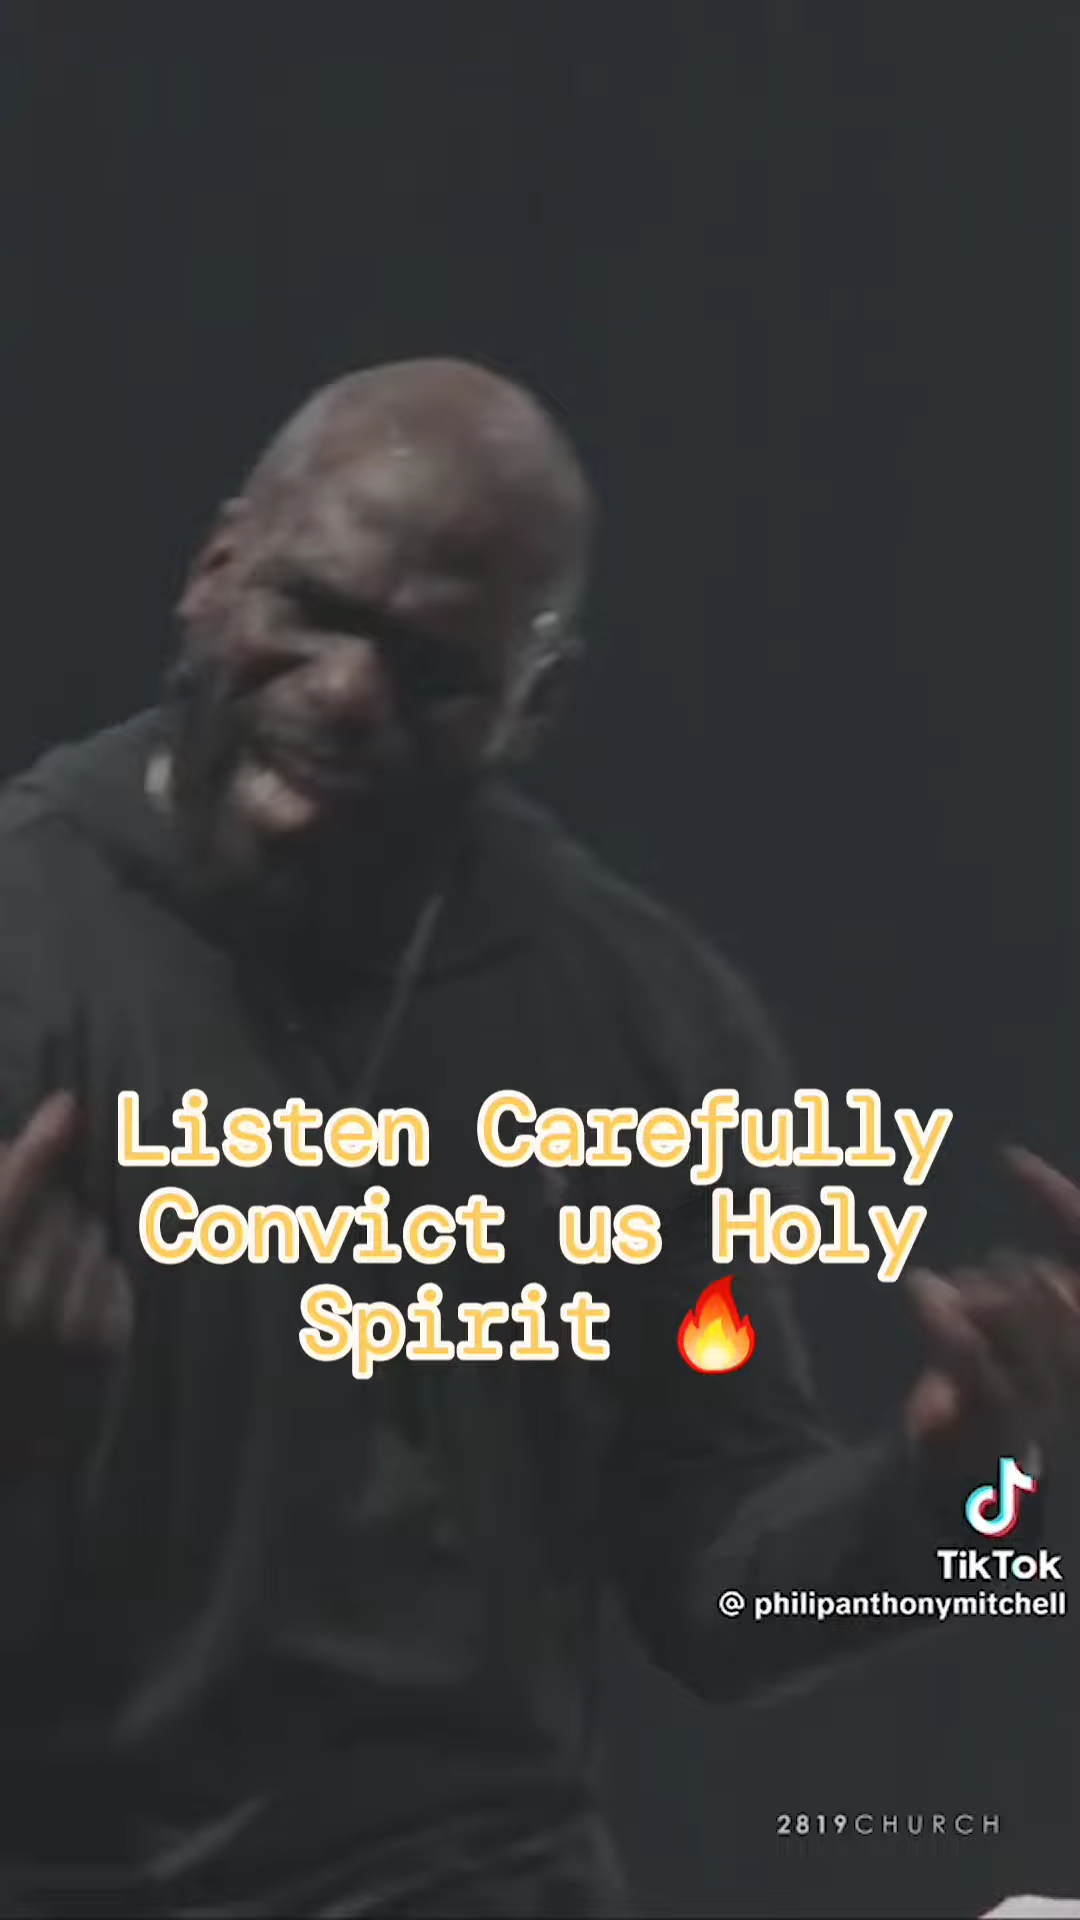 Listen Carefully
Convict us Holy
Spirit 🔥
TikTok
@ philipanthonymitchell
2819CHURCH